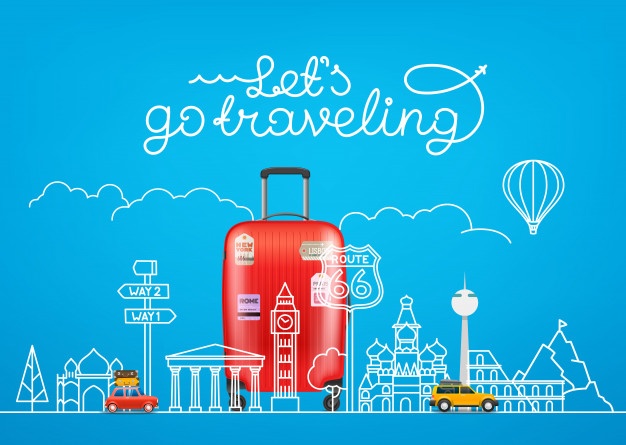 Let's
go traveling
NEW
YORK
LISBON
ROUTE
66
ROME
WAY 2
WAY 1